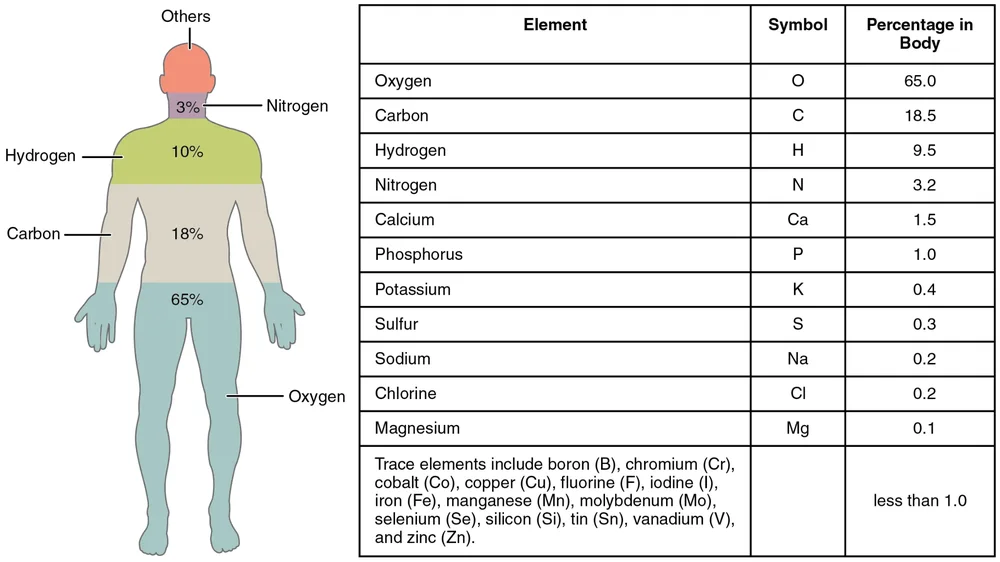 Others
3%
Nitrogen
Hydrogen
10%
Carbon
18%
65%
Oxygen
Element Symbol Percentage in
Body
Oxygen O 65.0
Carbon C 18.5
Hydrogen H 9.5
Nitrogen N 3.2
Calcium Ca 1.5
Phosphorus P 1.0
Potassium K 0.4
Sulfur S 0.3
Sodium Na 0.2
Chlorine Cl 0.2
Magnesium Mg 0.1
Trace elements include boron (B), chromium (Cr),
cobalt (Co), copper (Cu), fluorine (F), iodine (I),
iron (Fe), manganese (Mn), molybdenum (Mo),
selenium (Se), silicon (Si), tin (Sn), vanadium (V),
and zinc (Zn).
less than 1.0